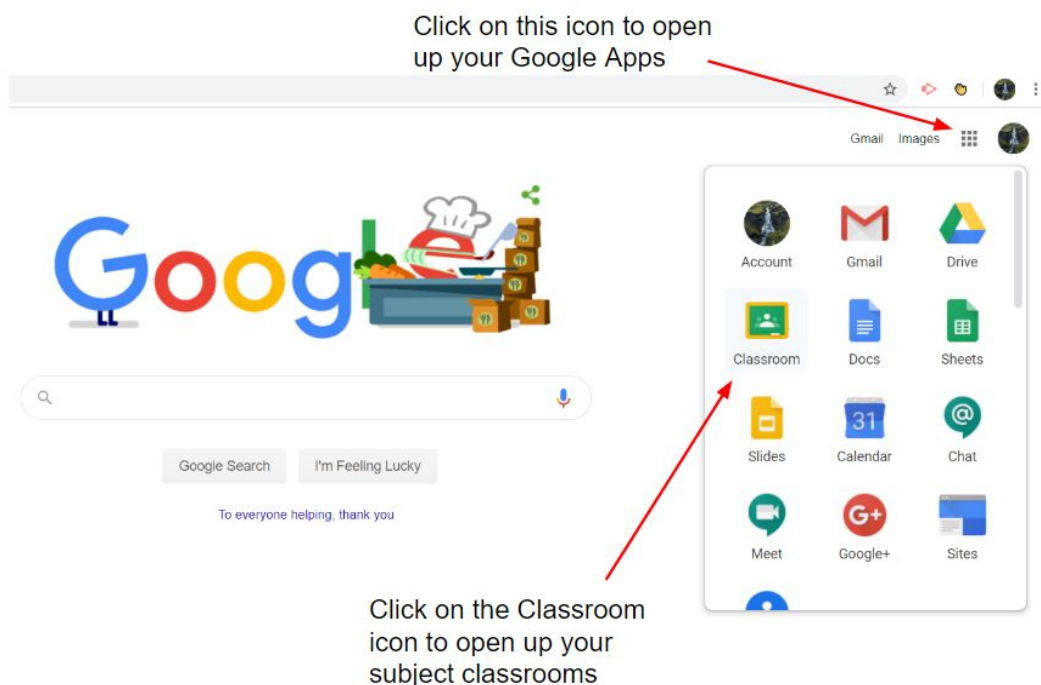 Click on this icon to open
up your Google Apps
Gmail Images
Google
Account Gmail Drive
Classroom Docs Sheets
Slides Calendar Chat
31
Meet Google+ Sites
G+
Google Search I'm Feeling Lucky
To everyone helping, thank you
Click on the Classroom
icon to open up your
subject classrooms